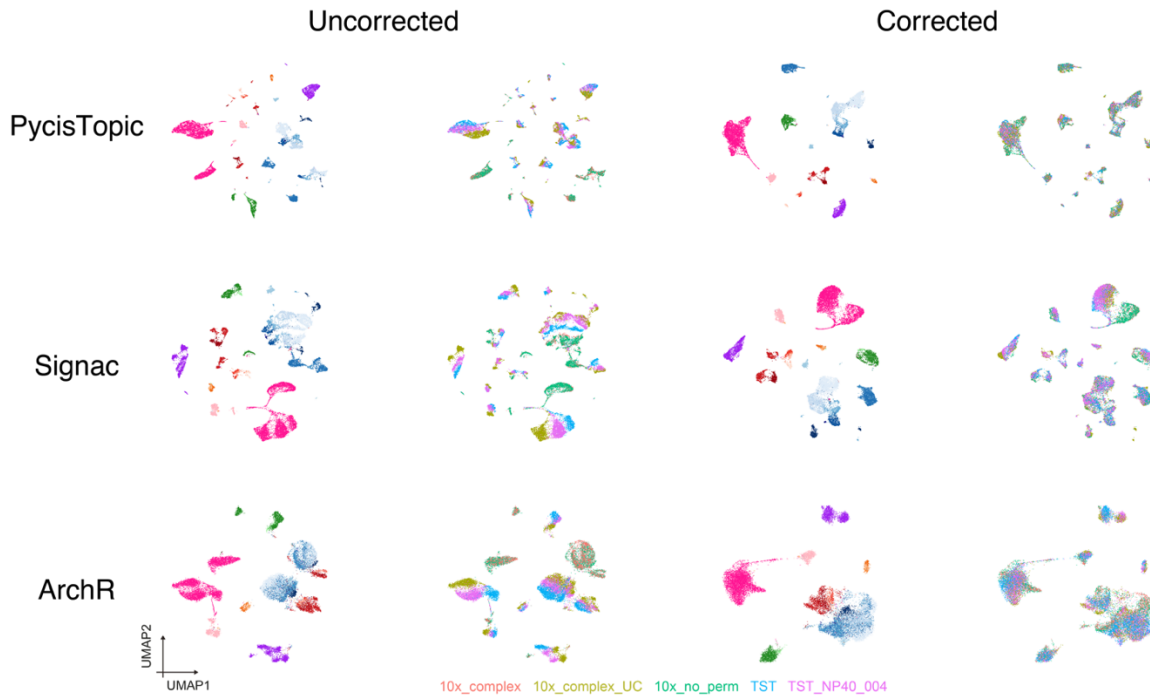 Uncorrected Corrected
PycisTopic
Signac
ArchR
UMAP2
UMAP1
10x_complex 10x_complex_UC 10x_no_perm TST TST_NP40_004